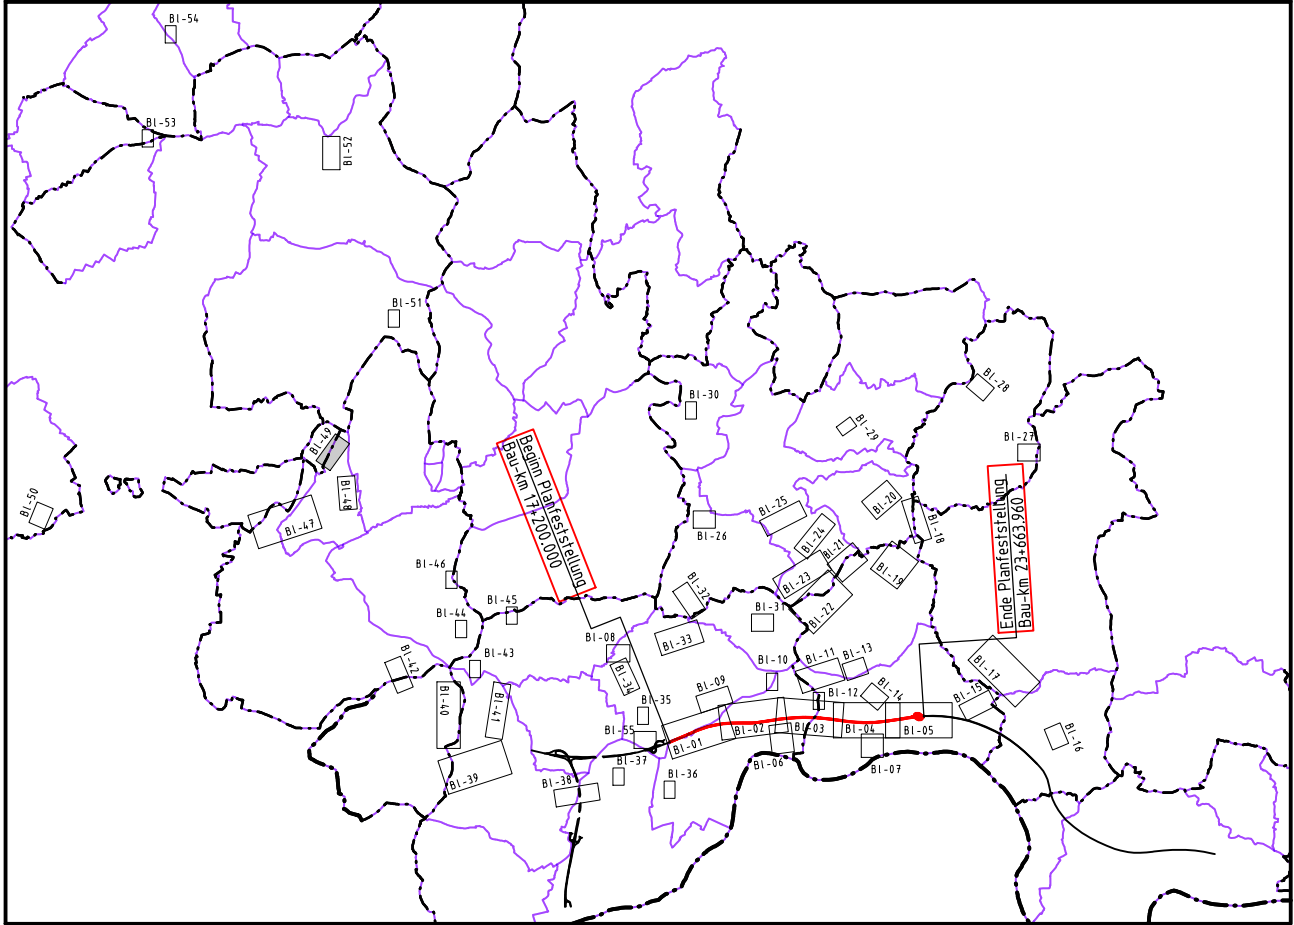 Bl-54
Bl-53
Bl-52
Bl-51
Bl-50
Bl-49
Bl-48
Bl-47
Bl-46
Bl-45
Bl-44
Bl-43
Bl-42
Bl-41
Bl-40
Bl-39
Bl-38
Bl-37
Bl-36
Bl-55
Bl-35
Bl-34
Bl-08
Bl-33
Bl-32
Bl-31
Bl-30
Bl-29
Bl-28
Bl-27
Bl-26
Bl-25
Bl-24
Bl-23
Bl-22
Bl-21
Bl-20
Bl-19
Bl-18
Bl-17
Bl-16
Bl-15
Bl-14
Bl-13
Bl-12
Bl-11
Bl-10
Bl-09
Bl-01
Bl-02
Bl-03
Bl-04
Bl-05
Bl-06
Bl-07
Beginn Planfeststellung
Bau-km 17+200.000
Ende Planfeststellung
Bau-km 23+663.960